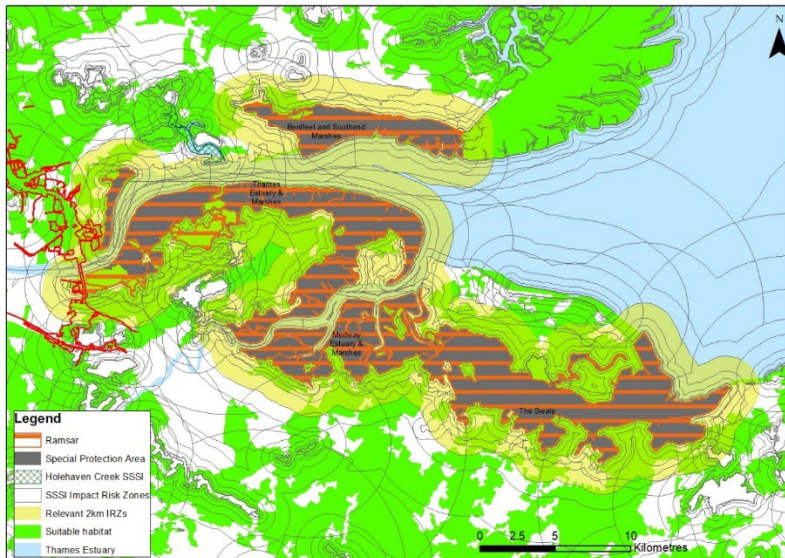 N
Benfleet and Southend
Marshes
Thames
Estuary &
Marshes
Medway
Estuary &
Marshes
The Swale
Legend
Ramsar
Special Protection Area
Holehaven Creek SSSI
SSSI Impact Risk Zones
Relevant 2km IRZs
Suitable habitat
Thames Estuary
0 2.5 5 10
Kilometres